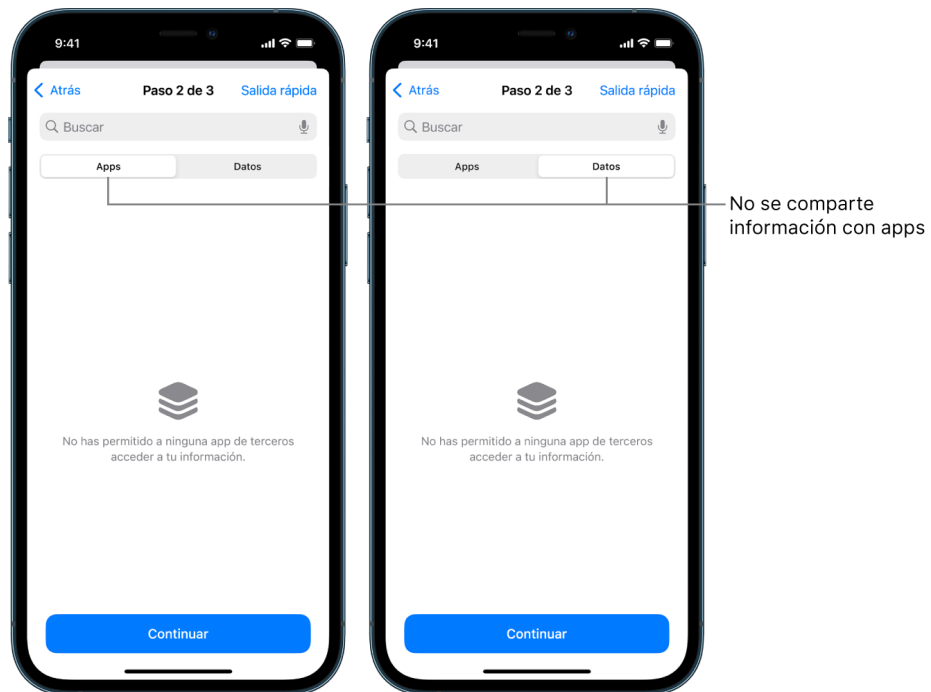 9:41
Atrás Paso 2 de 3 Salida rápida
Buscar
Apps Datos
No has permitido a ninguna app de terceros
acceder a tu información.
Continuar
9:41
Atrás Paso 2 de 3 Salida rápida
Buscar
Apps Datos
No has permitido a ninguna app de terceros
acceder a tu información.
Continuar
No se comparte
información con apps